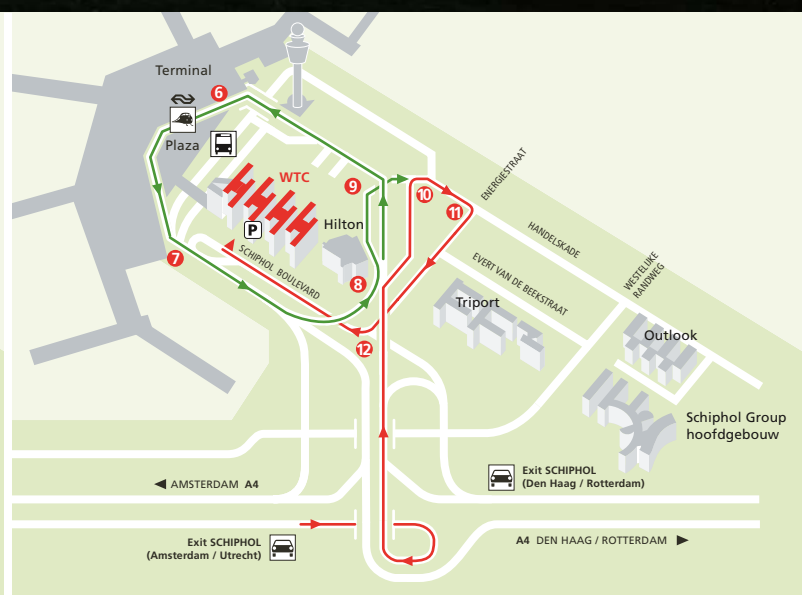 Terminal
6
Plaza
WTC
9
10
11
ENERGIESTRAAT
P
Hilton
HANDELSKADE
7
SCHIPHOL BOULEVARD
8
EVERT VAN DE BEEKSTRAAT
WESTELIJKE
RANDWEG
Triport
Outlook
12
Schiphol Group
hoofdgebouw
AMSTERDAM A4
Exit SCHIPHOL
(Den Haag / Rotterdam)
Exit SCHIPHOL
(Amsterdam / Utrecht)
A4 DEN HAAG / ROTTERDAM